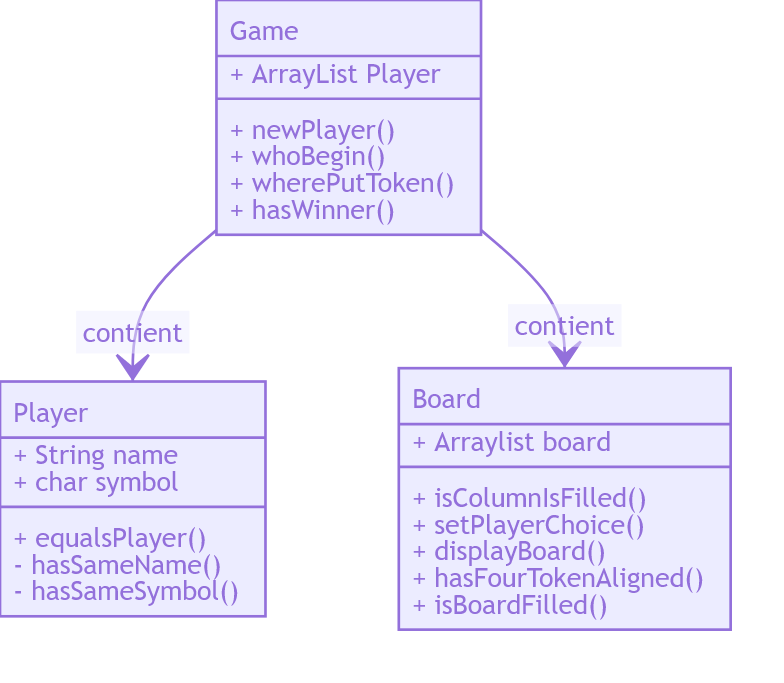 Game
+ ArrayList Player
+ newPlayer()
+ whoBegin()
+ wherePutToken()
+ hasWinner()
contient
contient
Player
+ String name
+ char symbol
+ equalsPlayer()
- hasSameName()
- hasSameSymbol()
Board
+ Arraylist board
+ isColumnIsFilled()
+ setPlayerChoice()
+ displayBoard()
+ hasFourTokenAligned()
+ isBoardFilled()